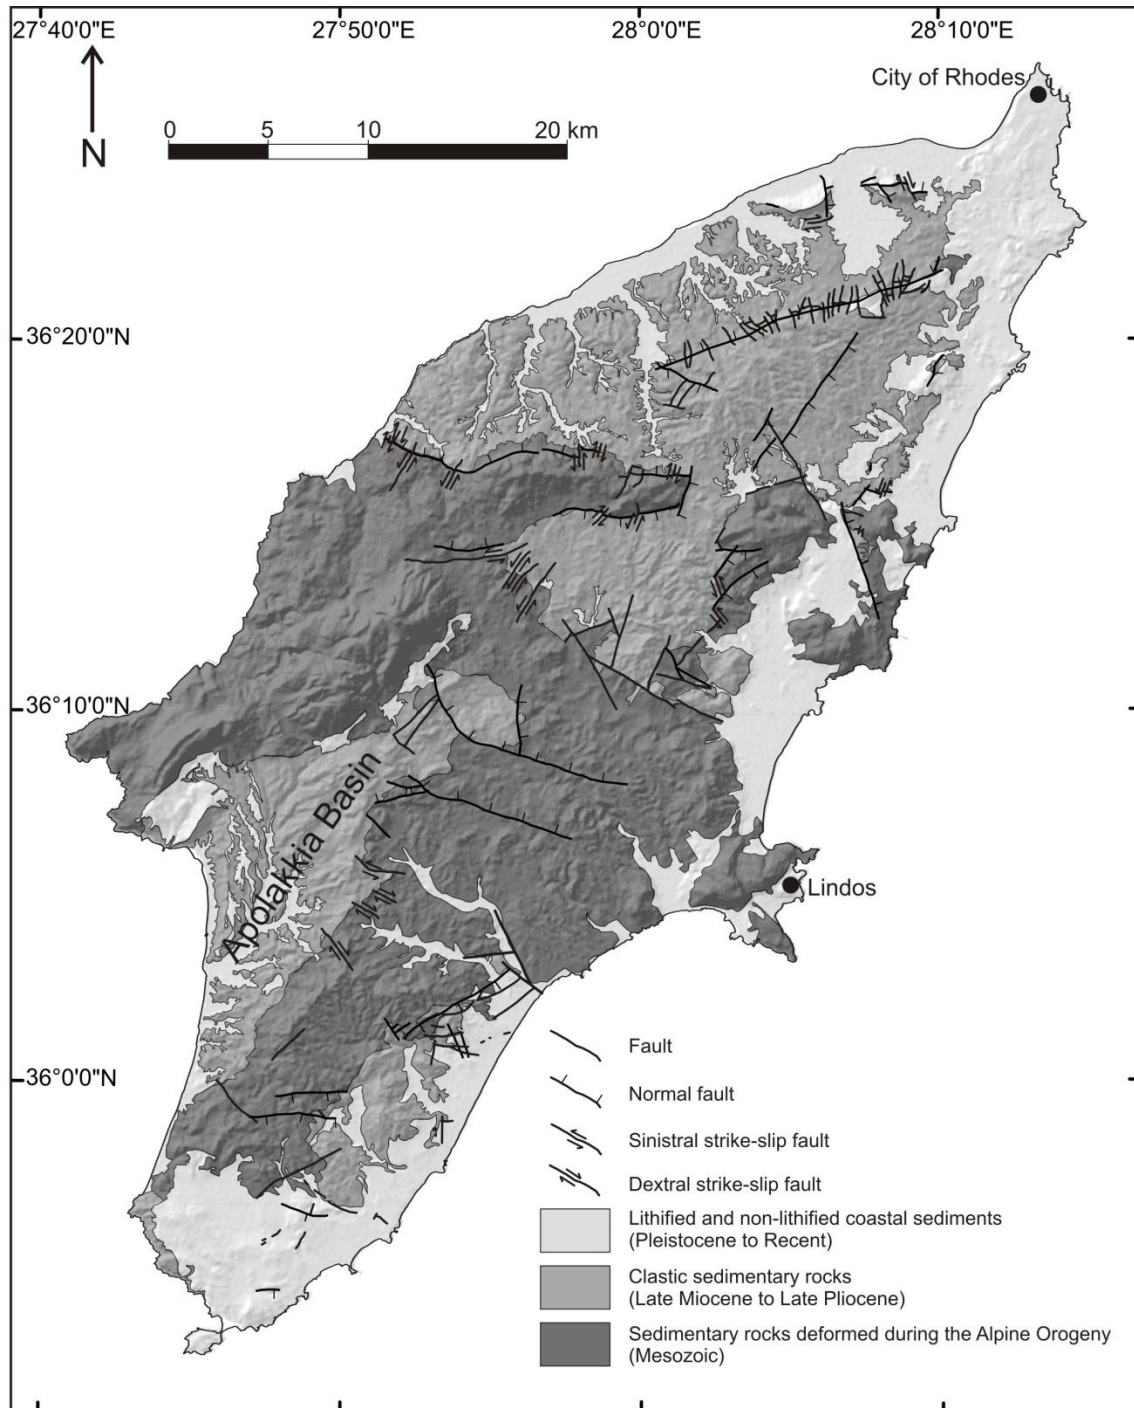 27°40'0"E 27°50'0"E 28°0'0"E 28°10'0"E
City of Rhodes
0 5 10 20 km
N
36°20'0"N
36°10'0"N
Apolakkia Basin
Lindos
36°0'0"N
Fault
Normal fault
Sinistral strike-slip fault
Dextral strike-slip fault
Lithified and non-lithified coastal sediments
(Pleistocene to Recent)
Clastic sedimentary rocks
(Late Miocene to Late Pliocene)
Sedimentary rocks deformed during the Alpine Orogeny
(Mesozoic)